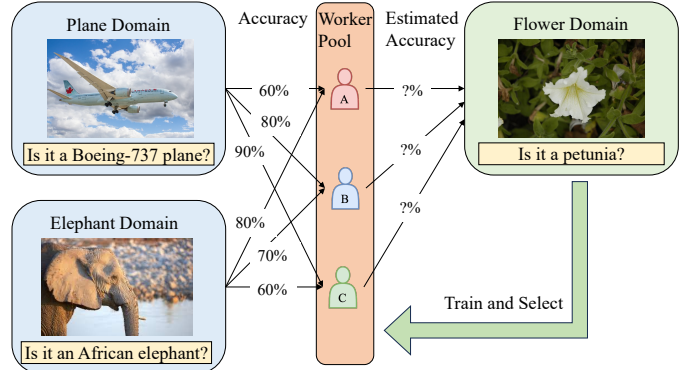 Plane Domain
Is it a Boeing-737 plane?
Elephant Domain
Is it an African elephant?
Accuracy
60%
80%
90%
80%
70%
60%
Worker
Pool
A
B
C
Estimated
Accuracy
?%
?%
?%
Flower Domain
Is it a petunia?
Train and Select